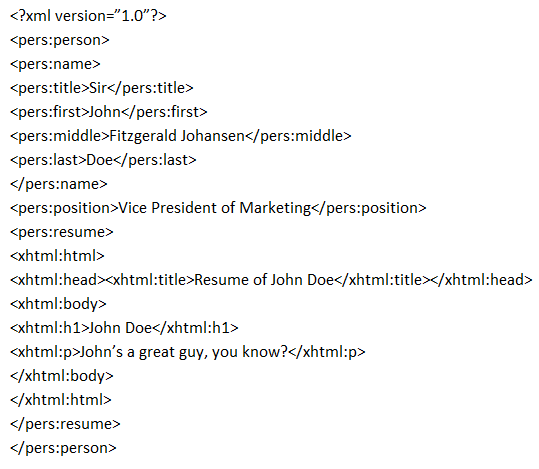 <?xml version=”1.0”?>
<pers:person>
<pers:name>
<pers:title>Sir</pers:title>
<pers:first>John</pers:first>
<pers:middle>Fitzgerald Johansen</pers:middle>
<pers:last>Doe</pers:last>
</pers:name>
<pers:position>Vice President of Marketing</pers:position>
<pers:resume>
<xhtml:html>
<xhtml:head><xhtml:title>Resume of John Doe</xhtml:title></xhtml:head>
<xhtml:body>
<xhtml:h1>John Doe</xhtml:h1>
<xhtml:p>John’s a great guy, you know?</xhtml:p>
</xhtml:body>
</xhtml:html>
</pers:resume>
</pers:person>